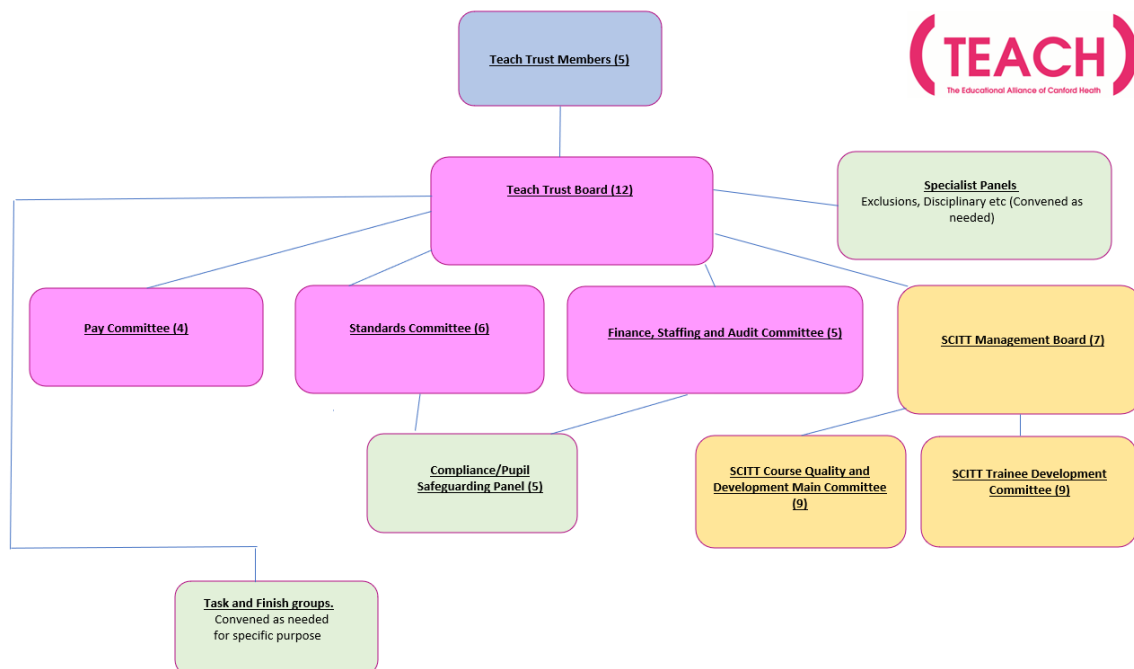 Teach Trust Members (5)
(TEACH)
The Educational Alliance of Canford Heath
Teach Trust Board (12)
Specialist Panels
Exclusions, Disciplinary etc (Convened as
needed)
Pay Committee (4)
Standards Committee (6)
Finance, Staffing and Audit Committee (5)
SCITT Management Board (7)
Compliance/Pupil
Safeguarding Panel (5)
SCITT Course Quality and
Development Main Committee
(9)
SCITT Trainee Development
Committee (9)
Task and Finish groups.
Convened as needed
for specific purpose